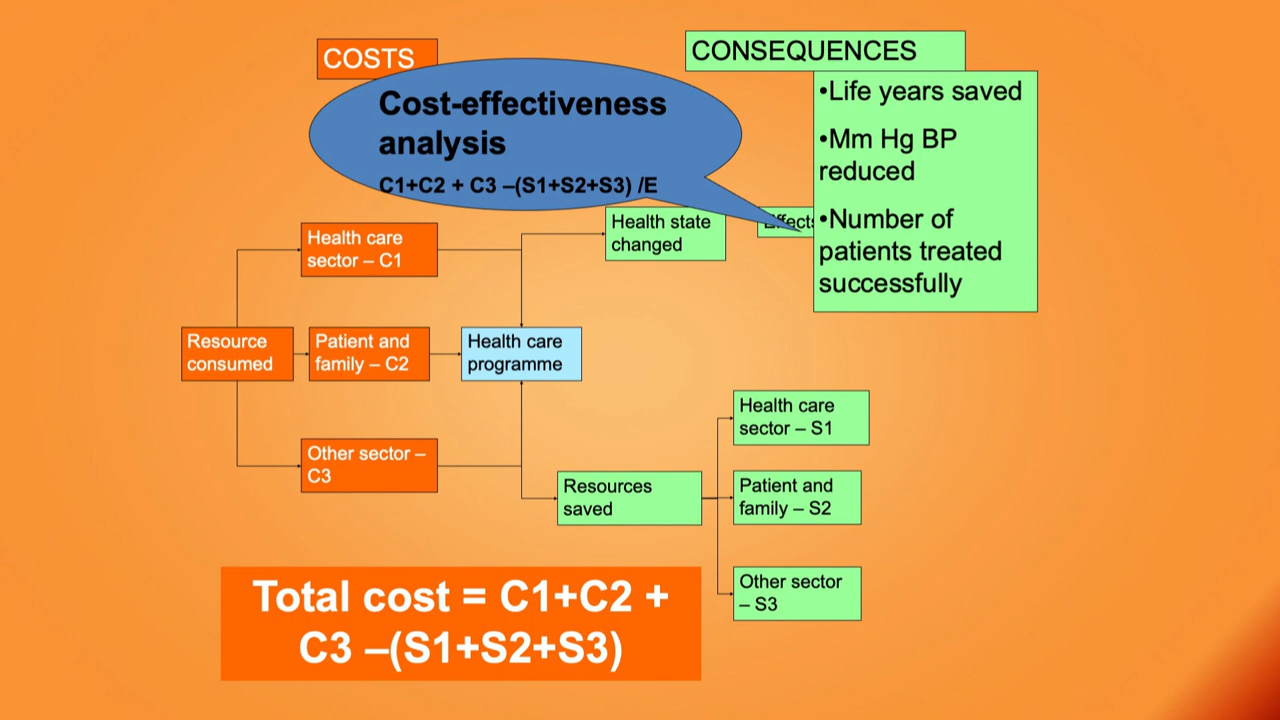 COSTS
CONSEQUENCES
Cost-effectiveness
analysis
C1+C2 + C3 –(S1+S2+S3) /E
•Life years saved
•Mm Hg BP
reduced
•Number of
patients treated
successfully
Health state
changed
Effects
Health care
sector – C1
Resource
consumed
Patient and
family – C2
Health care
programme
Other sector –
C3
Resources
saved
Health care
sector – S1
Patient and
family – S2
Other sector
– S3
Total cost = C1+C2 +
C3 –(S1+S2+S3)